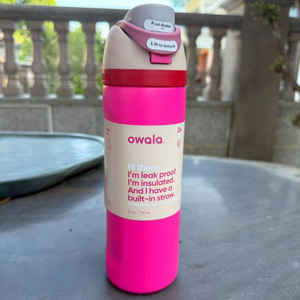 Push Button
Lift to Unlock
owala.
Hi there,
I'm leak proof.
I'm insulated.
And I have a
built-in straw.